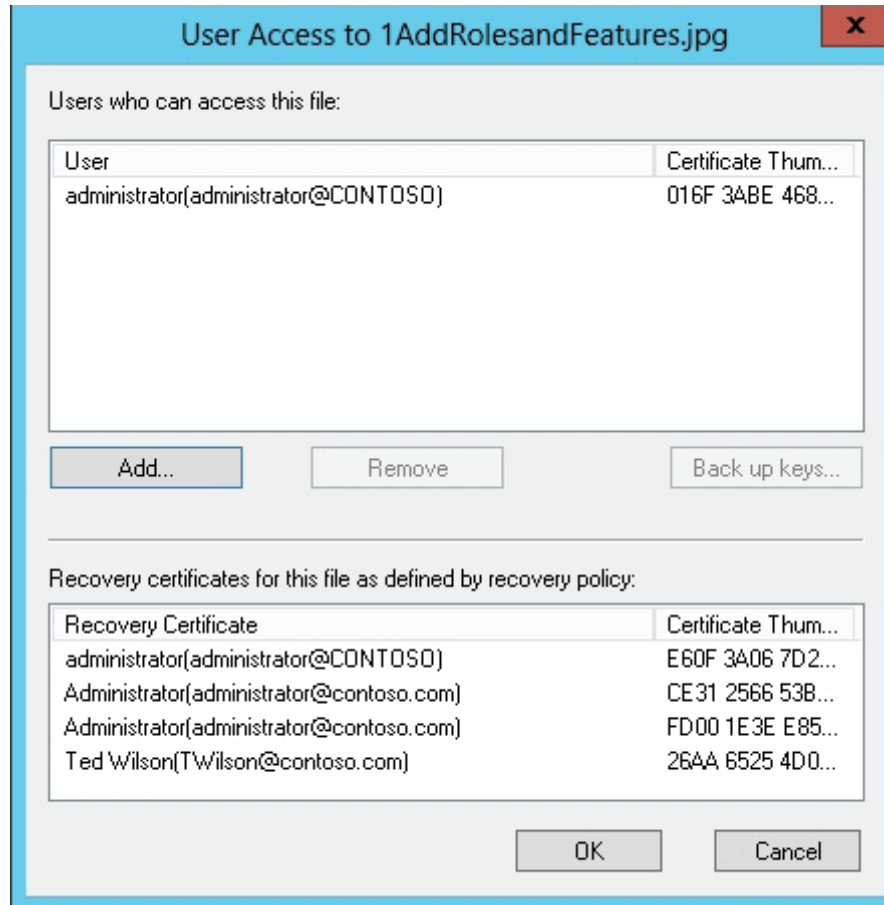 User Access to 1AddRolesandFeatures.jpg
x
Users who can access this file:
User Certificate Thum...
administrator(administrator@CONTOSO) 016F 3ABE 468...
Add... Remove Back up keys...
Recovery certificates for this file as defined by recovery policy:
Recovery Certificate Certificate Thum...
administrator(administrator@CONTOSO) E60F 3A06 7D2...
Administrator(administrator@contoso.com) CE31 2566 53B...
Administrator(administrator@contoso.com) FD00 1E3E E85...
Ted Wilson(TWilson@contoso.com) 26AA 6525 4D0...
OK Cancel